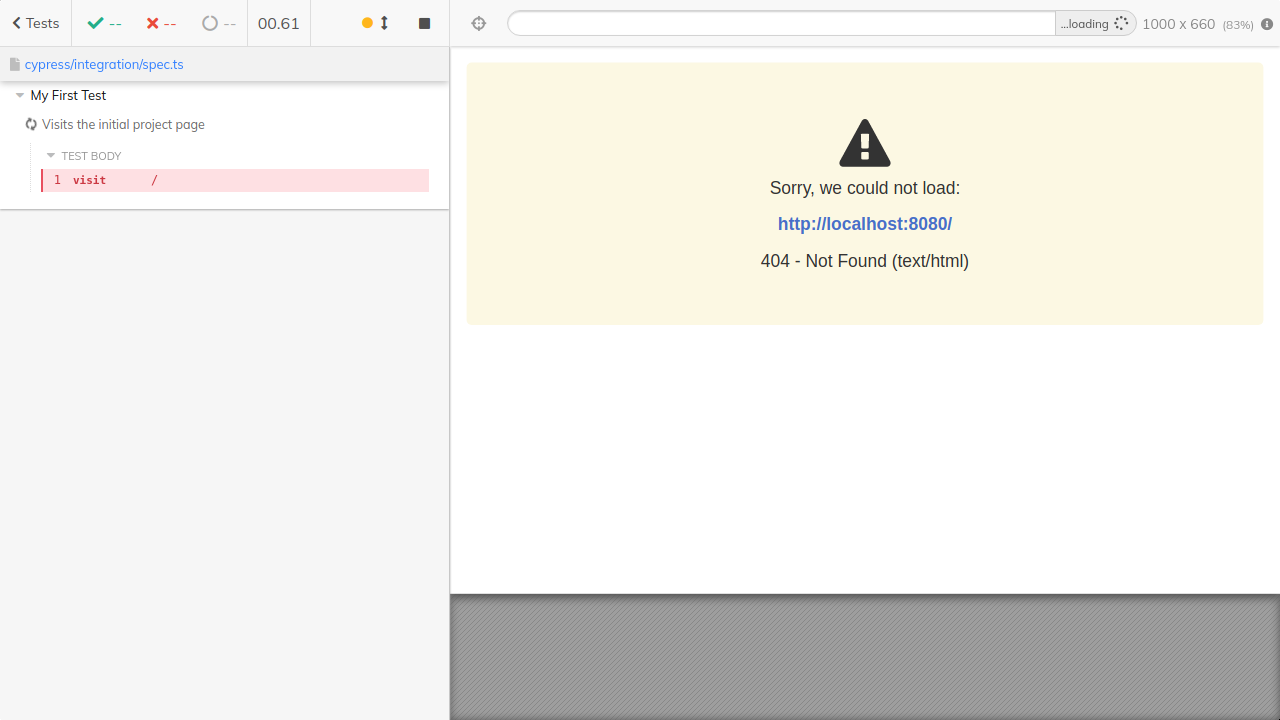 Tests -- -- -- 00.61 ...loading 1000 x 660 (83%)
cypress/integration/spec.ts
My First Test
Visits the initial project page
TEST BODY
1 visit /
Sorry, we could not load:
http://localhost:8080/
404 - Not Found (text/html)